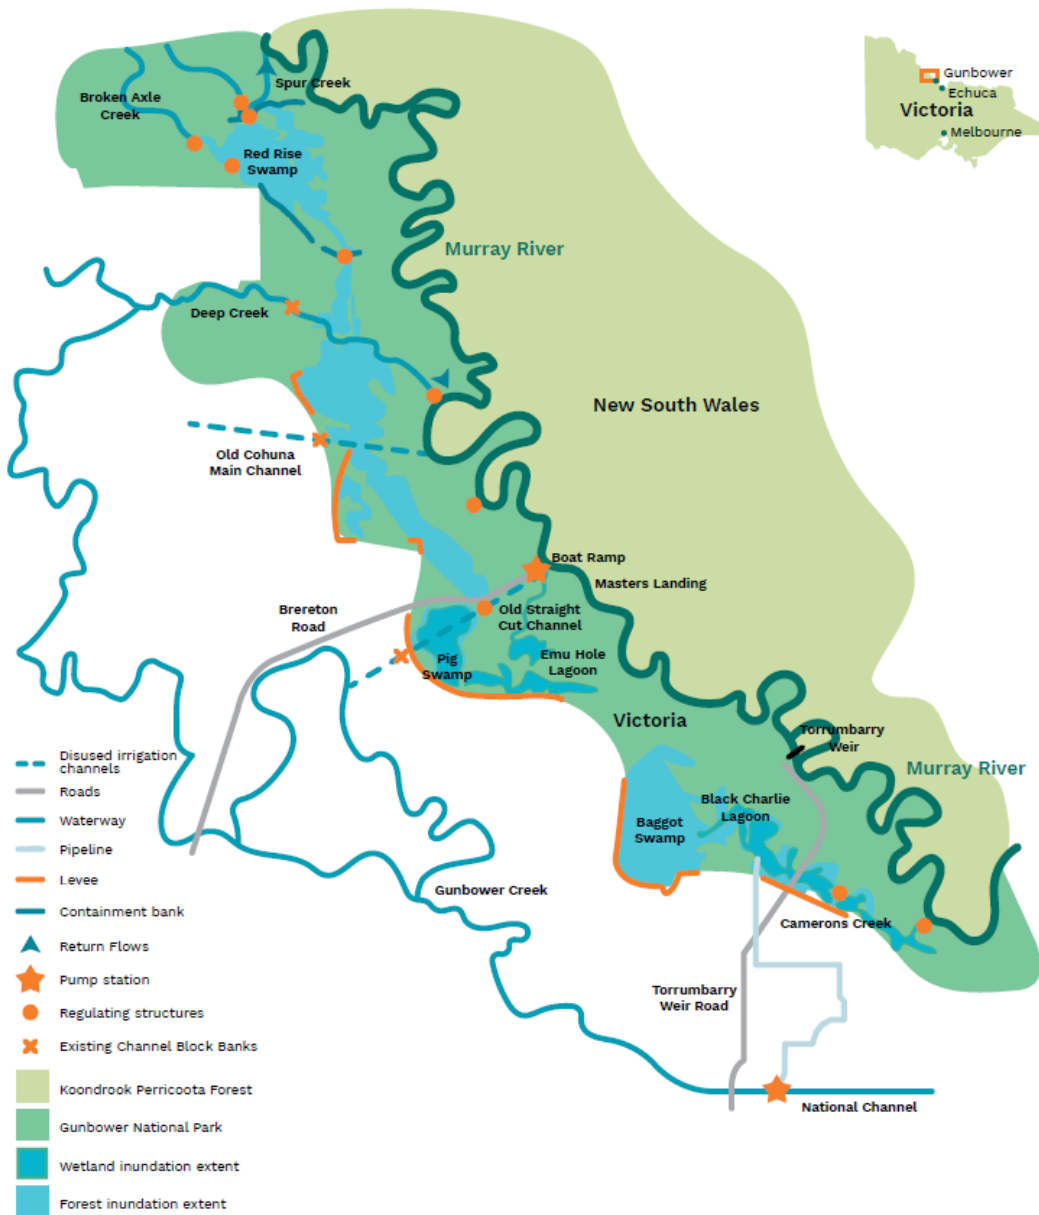 Gunbower
Echuca
Victoria
Melbourne
Spur Creek
Broken Axle
Creek
Red Rise
Swamp
Murray River
Deep Creek
New South Wales
Old Cohuna
Main Channel
Boat Ramp
Masters Landing
Brereton
Road
Old Straight
Cut Channel
Pig
Swamp
Emu Hole
Lagoon
Victoria
Torrumbarry
Weir
Murray River
Black Charlie
Lagoon
Baggot
Swamp
Gunbower Creek
Camerons Creek
Torrumbarry
Weir Road
National Channel
Disused irrigation
channels
Roads
Waterway
Pipeline
Levee
Containment bank
Return Flows
Pump station
Regulating structures
Existing Channel Block Banks
Koondrook Perricoota Forest
Gunbower National Park
Wetland inundation extent
Forest inundation extent